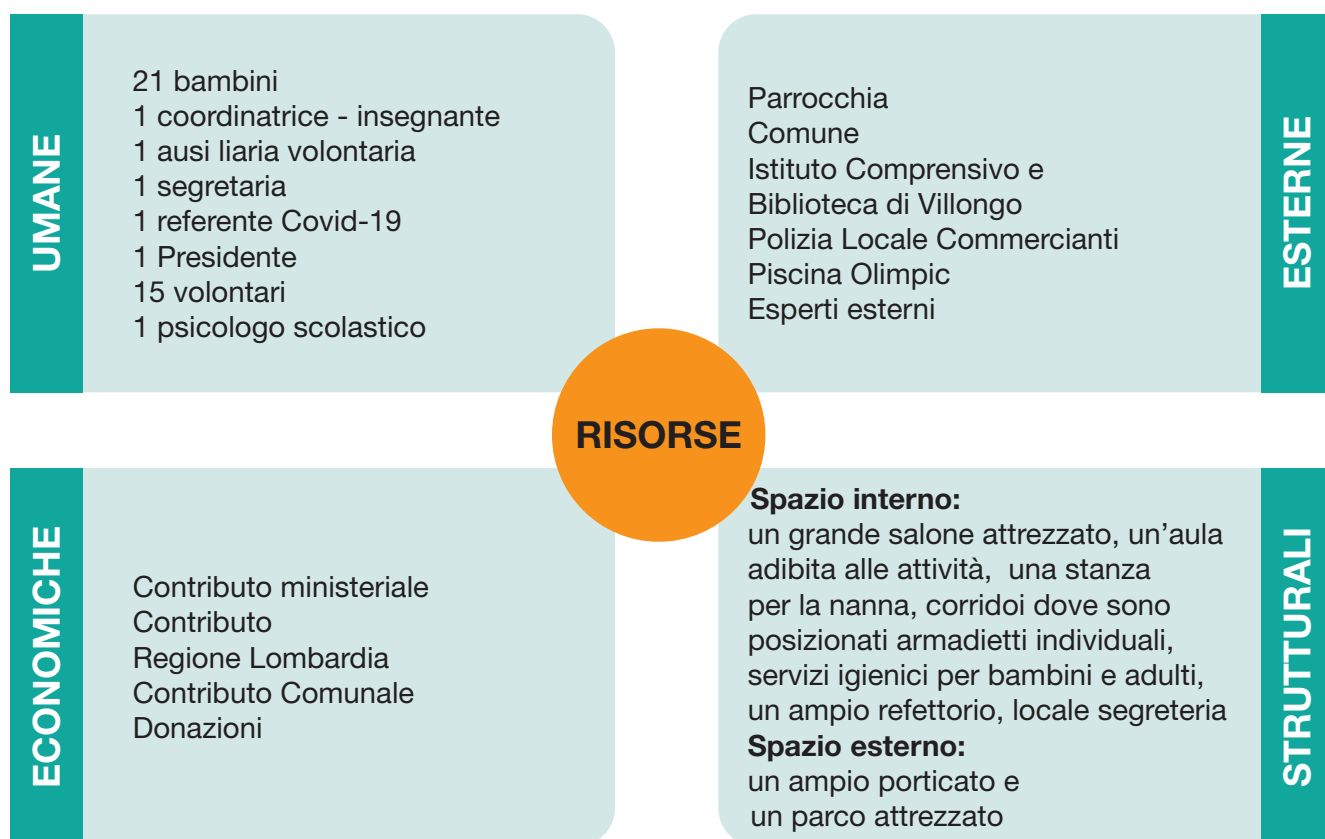 UMANE
21 bambini
1 coordinatrice - insegnante
1 ausi liaria volontaria
1 segretaria
1 referente Covid-19
1 Presidente
15 volontari
1 psicologo scolastico
ESTERNE
Parrocchia
Comune
Istituto Comprensivo e
Biblioteca di Villongo
Polizia Locale Commercianti
Piscina Olimpic
Esperti esterni
RISORSE
ECONOMICHE
Contributo ministeriale
Contributo
Regione Lombardia
Contributo Comunale
Donazioni
STRUTTURALI
Spazio interno:
un grande salone attrezzato, un’aula
adibita alle attività, una stanza
per la nanna, corridoi dove sono
posizionati armadietti individuali,
servizi igienici per bambini e adulti,
un ampio refettorio, locale segreteria
Spazio esterno:
un ampio porticato e
un parco attrezzato